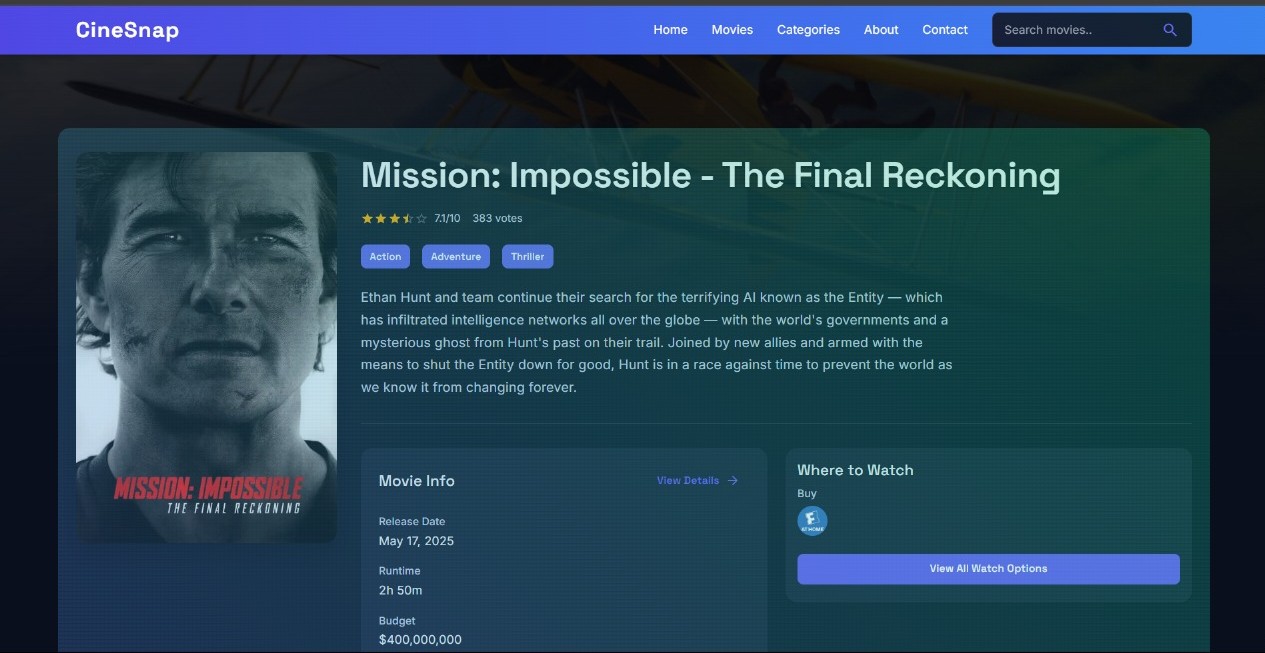 CineSnap
Home
Movies
Categories
About
Contact
Search movies..
Mission: Impossible - The Final Reckoning
7.1/10
383 votes
Action
Adventure
Thriller
Ethan Hunt and team continue their search for the terrifying AI known as the Entity — which
has infiltrated intelligence networks all over the globe — with the world's governments and a
mysterious ghost from Hunt's past on their trail. Joined by new allies and armed with the
means to shut the Entity down for good, Hunt is in a race against time to prevent the world as
we know it from changing forever.
MISSION: IMPOSSIBLE
THE FINAL RECKONING
Movie Info
View Details
Release Date
May 17, 2025
Runtime
2h 50m
Budget
$400,000,000
Where to Watch
Buy
AT HOME
View All Watch Options